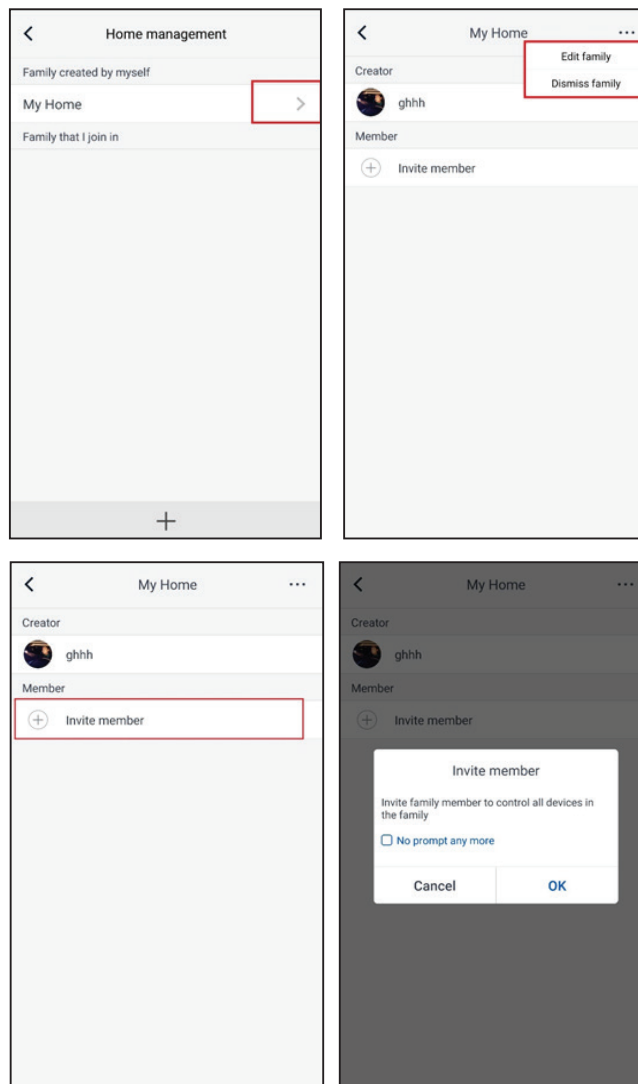 Home management
Family created by myself
My Home
Family that I join in
My Home
Edit family
Dismiss family
Creator
ghhh
Member
Invite member
My Home
Creator
ghhh
Member
Invite member
My Home
Creator
ghhh
Member
Invite member
Invite member
Invite family member to control all devices in
the family
No prompt any more
Cancel OK